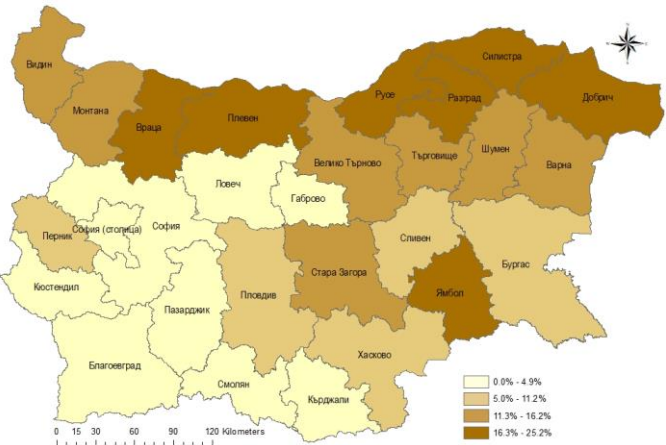 Видин
Монтана
Враца
Плевен
Русе
Силистра
Разград
Добрич
Велико Търново
Търговище
Шумен
Варна
Ловеч
Габрово
София (столица)
София
Перник
Кюстендил
Пазарджик
Пловдив
Стара Загора
Сливен
Ямбол
Бургас
Благоевград
Смолян
Хасково
Кърджали
0.0% - 4.9%
5.0% - 11.2%
11.3% - 16.2%
16.3% - 25.2%
0 15 30 60 90 120 Kilometers